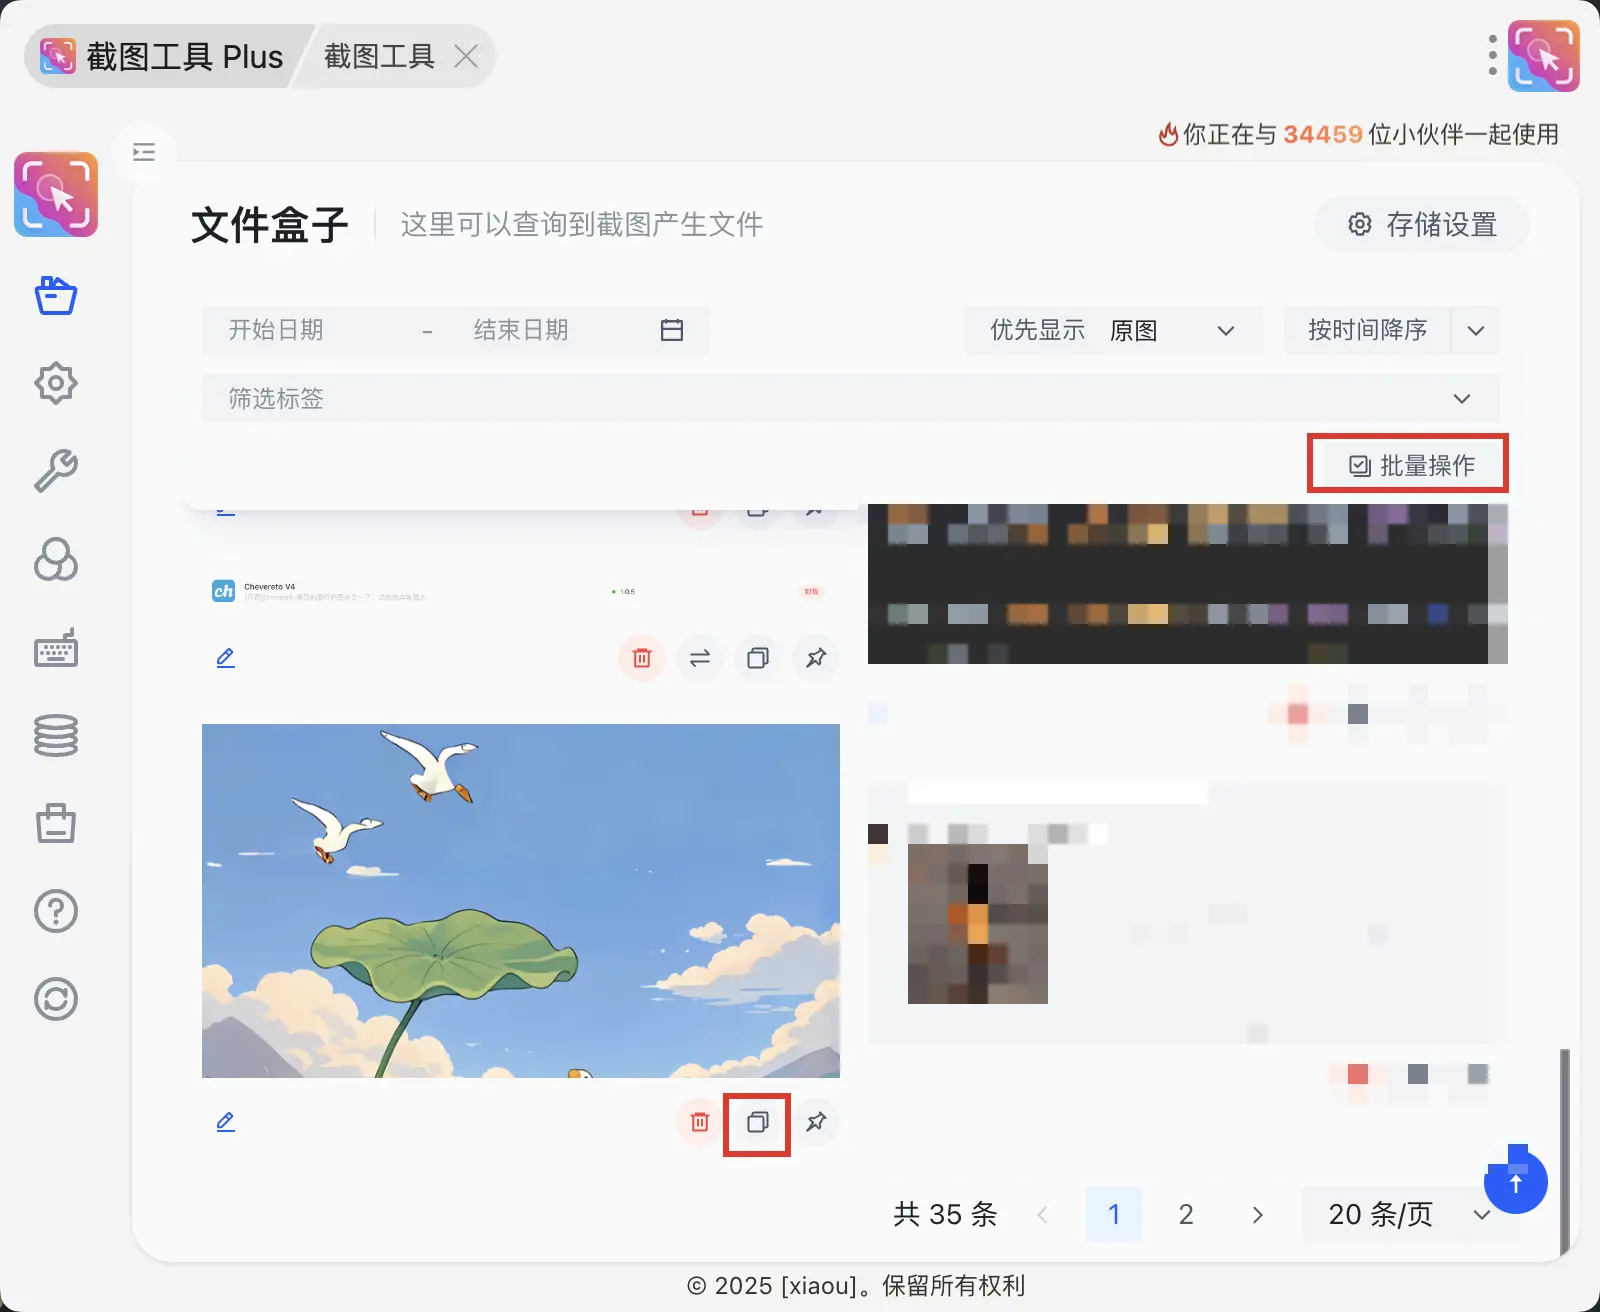 截图工具 Plus
截图工具
你正在与 34459 位小伙伴一起使用
文件盒子
这里可以查询到截图产生文件
存储设置
开始日期 - 结束日期
优先显示 原图
按时间降序
筛选标签
批量操作
ch
Chevereto V4
1.0.5
卸载
共 35 条
1
2
20 条/页
© 2025 [xiaou]。保留所有权利